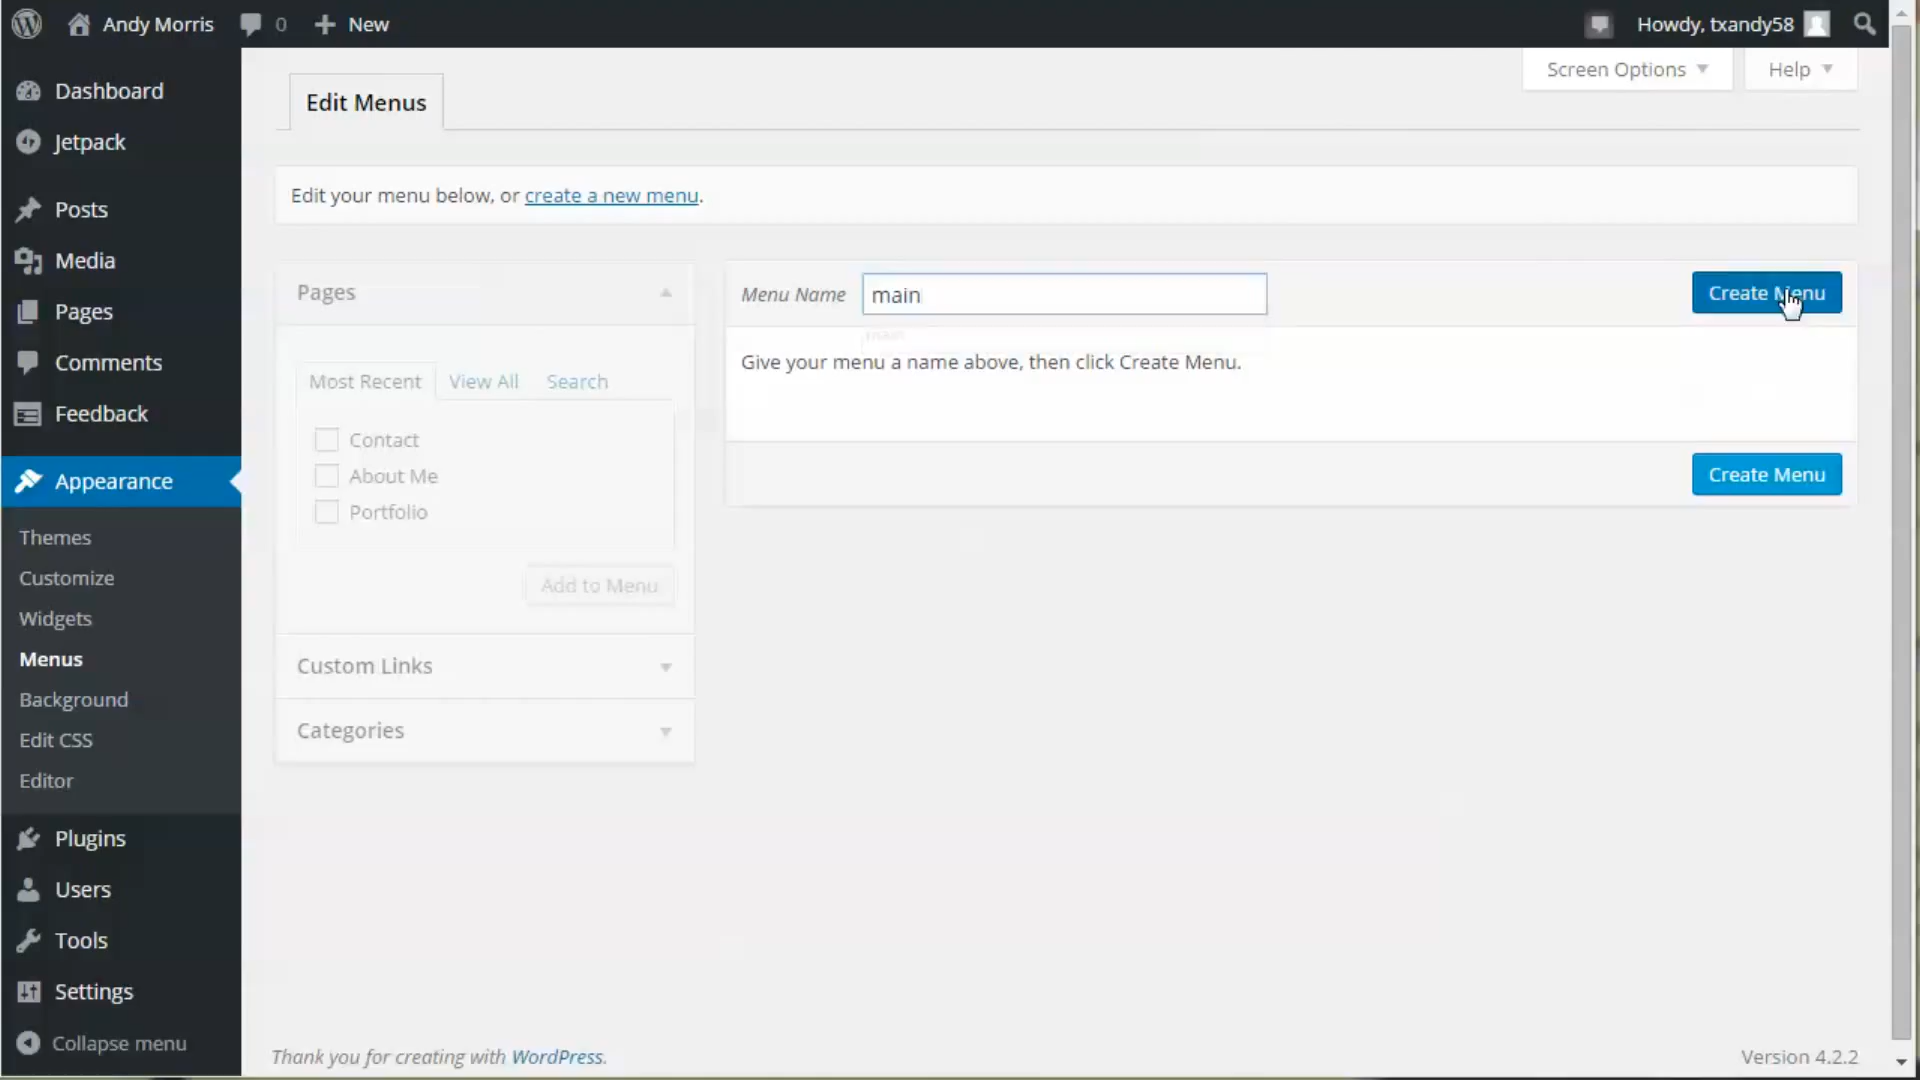 Andy Morris
0
New
Howdy, txandy58
Dashboard
Jetpack
Posts
Media
Pages
Comments
Feedback
Appearance
Themes
Customize
Widgets
Menus
Background
Edit CSS
Editor
Plugins
Users
Tools
Settings
Collapse menu
Screen Options
Help
Edit Menus
Edit your menu below, or create a new menu.
Pages
Most Recent
View All
Search
Contact
About Me
Portfolio
Add to Menu
Custom Links
Categories
Menu Name
main
Create Menu
main
Give your menu a name above, then click Create Menu.
Create Menu
Thank you for creating with WordPress.
Version 4.2.2